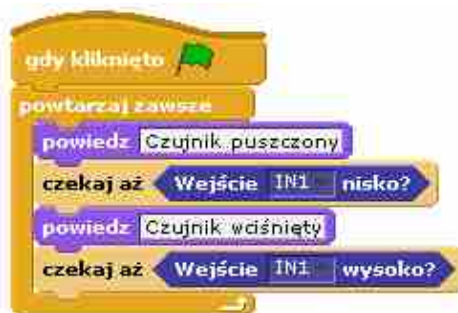 gdy kliknięto
powtarzaj zawsze
powiedz Czujnik puszczony
czekaj aż Wejście IN1 nisko?
powiedz Czujnik wciśnięty
czekaj aż Wejście IN1 wysoko?